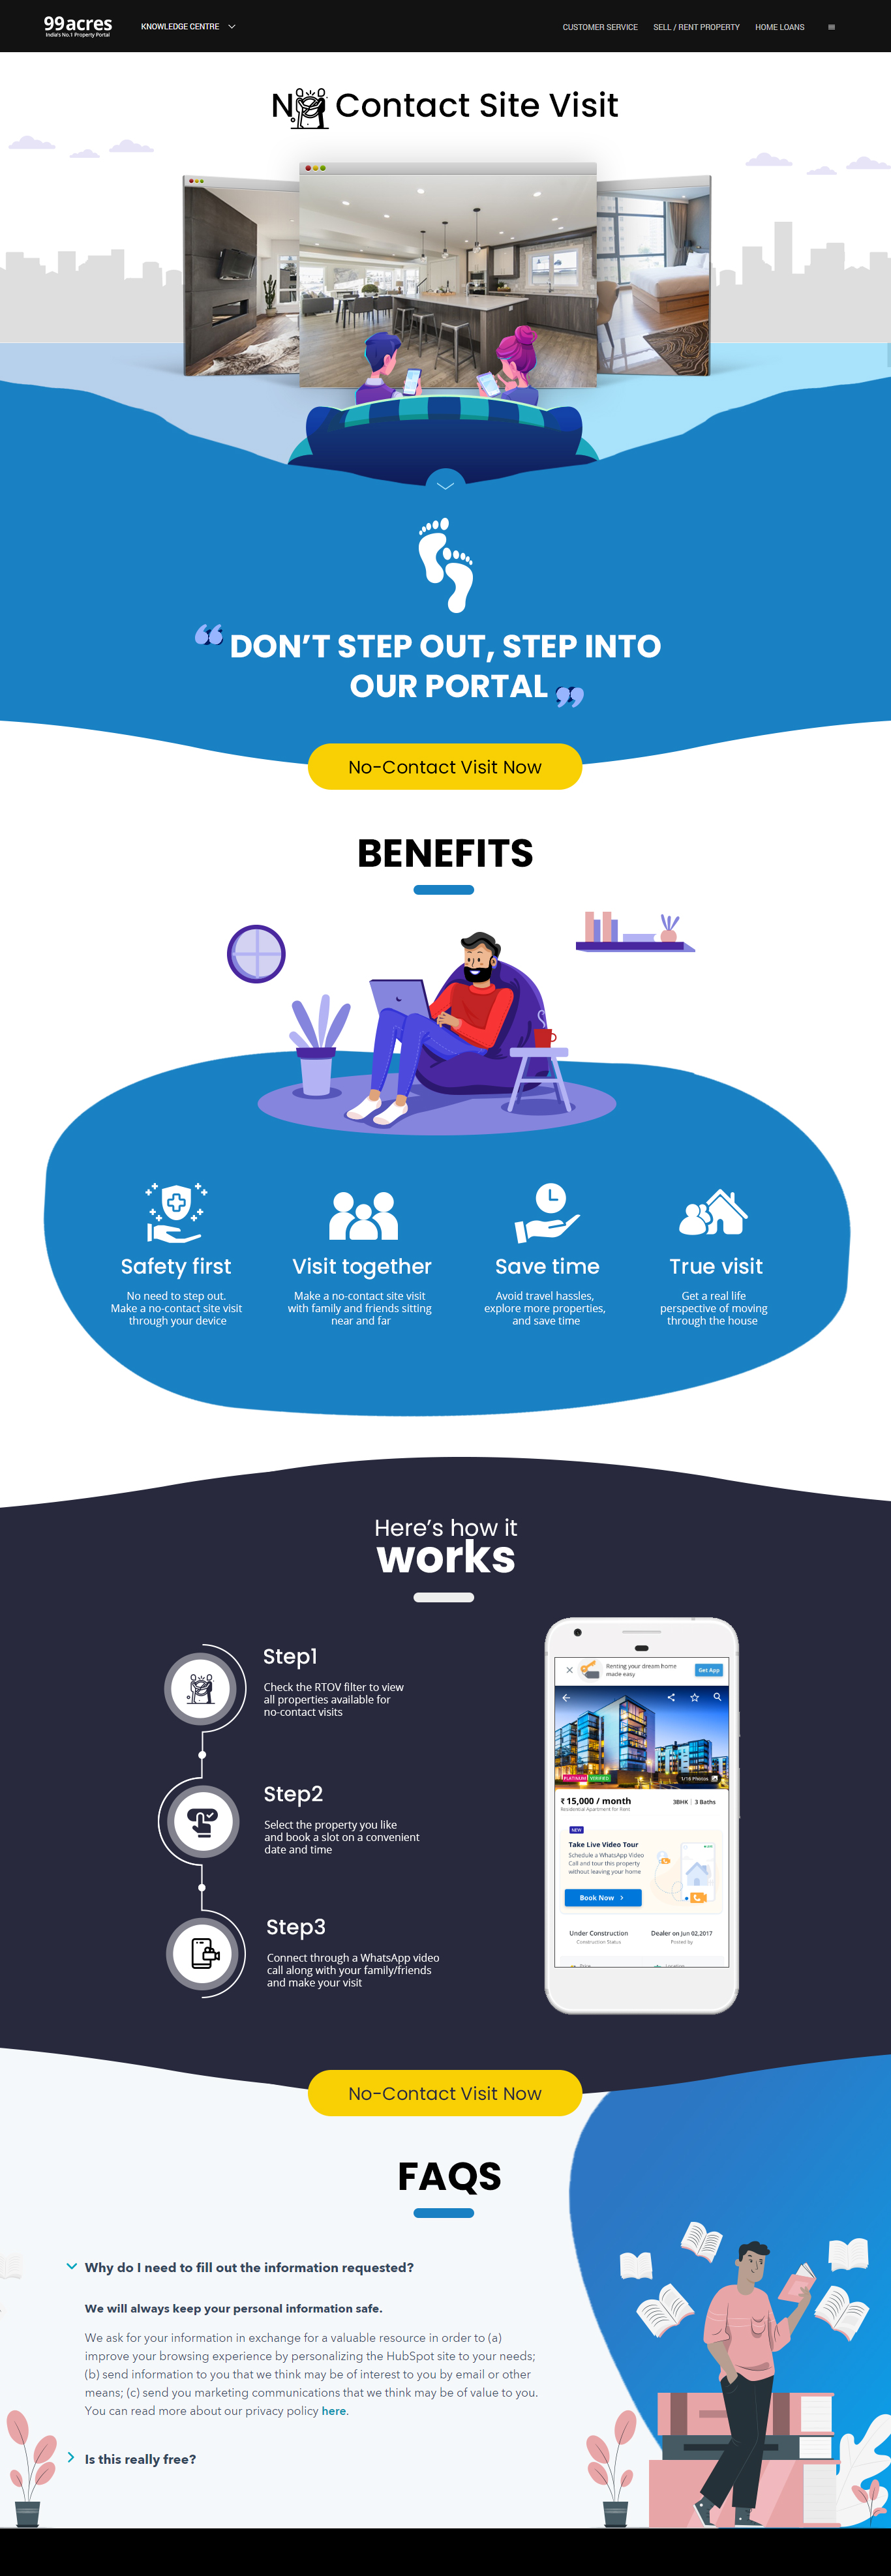 99acres
India's No.1 Property Portal
KNOWLEDGE CENTRE
CUSTOMER SERVICE
SELL / RENT PROPERTY
HOME LOANS
No Contact Site Visit
“ DON’T STEP OUT, STEP INTO
OUR PORTAL ”
No-Contact Visit Now
BENEFITS
Safety first
No need to step out.
Make a no-contact site visit
through your device
Visit together
Make a no-contact site visit
with family and friends sitting
near and far
Save time
Avoid travel hassles,
explore more properties,
and save time
True visit
Get a real life
perspective of moving
through the house
Here’s how it
works
Step1
Check the RTOV filter to view
all properties available for
no-contact visits
Step2
Select the property you like
and book a slot on a convenient
date and time
Step3
Connect through a WhatsApp video
call along with your family/friends
and make your visit
Renting your dream home
made easy
Get App
PLATINUM
VERIFIED
1/18 Photos
₹ 15,000 / month
3BHK | 3 Baths
Residential Apartment for Rent
NEW
Take Live Video Tour
Schedule a WhatsApp Video
Call and tour this property
without leaving your home
Book Now
Under Construction
Construction Status
Dealer on Jun 02,2017
Posted by
No-Contact Visit Now
FAQS
Why do I need to fill out the information requested?
We will always keep your personal information safe.
We ask for your information in exchange for a valuable resource in order to (a)
improve your browsing experience by personalizing the HubSpot site to your needs;
(b) send information to you that we think may be of interest to you by email or other
means; (c) send you marketing communications that we think may be of value to you.
You can read more about our privacy policy here.
Is this really free?